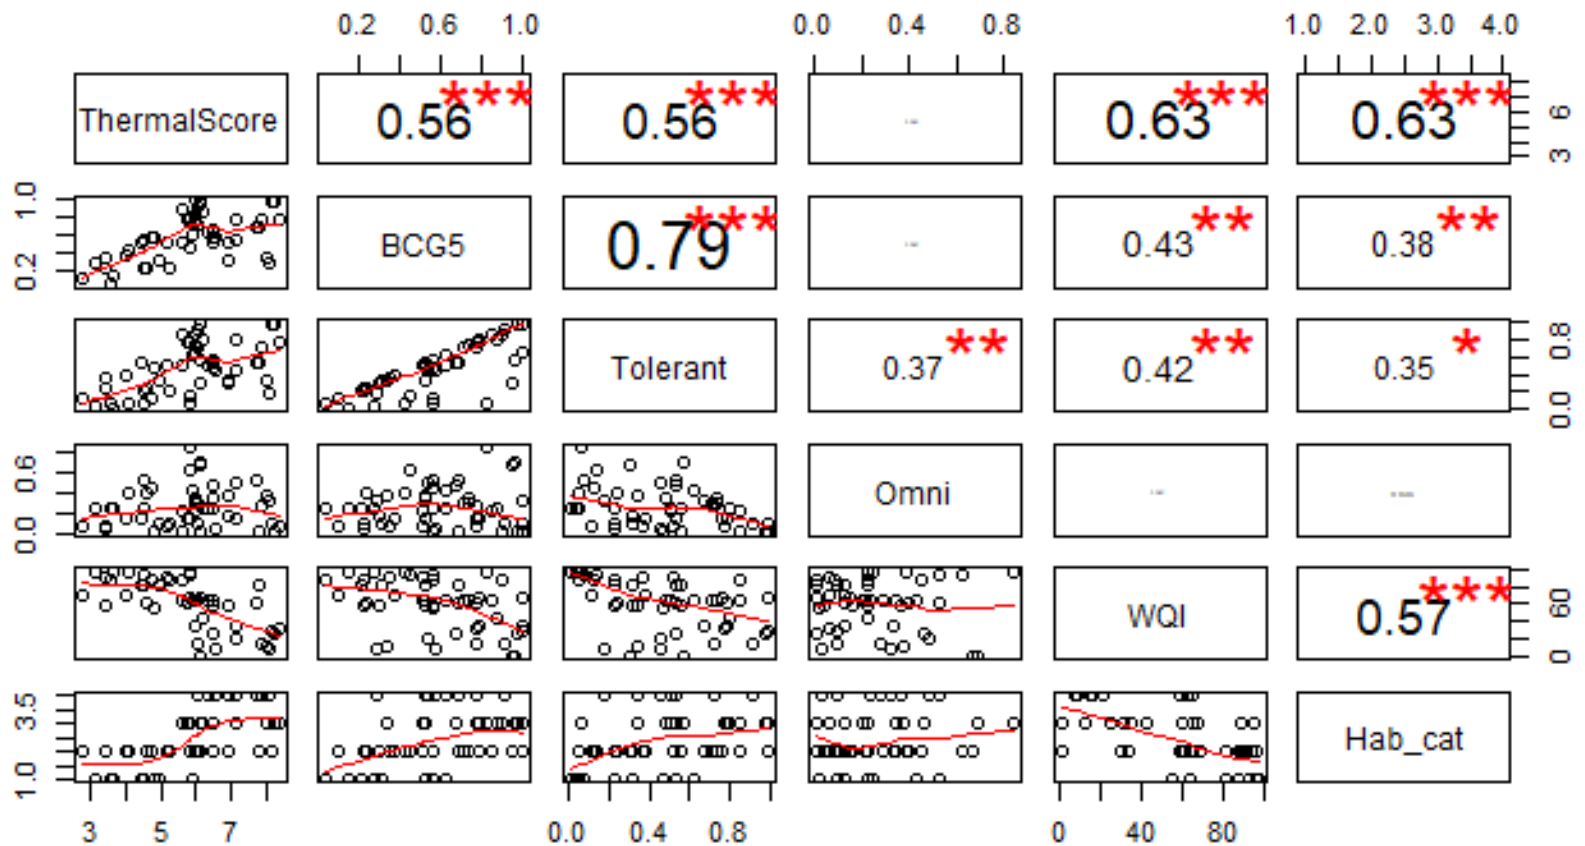 0.2 0.6 1.0 0.0 0.4 0.8 1.0 2.0 3.0 4.0
ThermalScore 0.56 *** 0.56 *** 0.63 *** 0.63 *** 3 6
0.2 1.0 BCG5 0.79 *** 0.43 ** 0.38 **
Tolerant 0.37 ** 0.42 ** 0.35 * 0.0 0.8
0.0 0.6 Omni
WQI 0.57 *** 0 60
1.0 3.5 Hab_cat
3 5 7 0.0 0.4 0.8 0 40 80